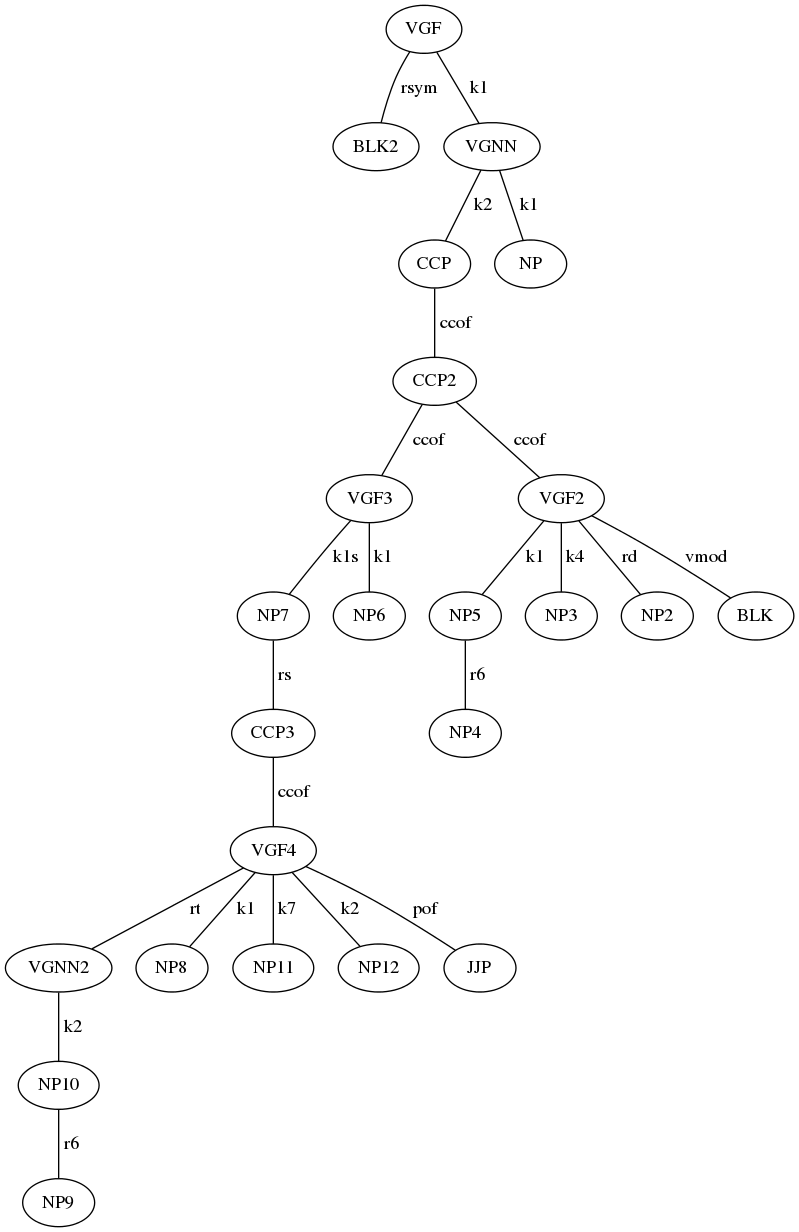 VGF
rsym k1
BLK2 VGNN
k2 k1
CCP NP
ccof
CCP2
ccof ccof
VGF3 VGF2
k1s k1 k1 k4 rd vmod
NP7 NP6 NP5 NP3 NP2 BLK
rs r6
CCP3 NP4
ccof
VGF4
rt k1 k7 k2 pof
VGNN2 NP8 NP11 NP12 JJP
k2
NP10
r6
NP9